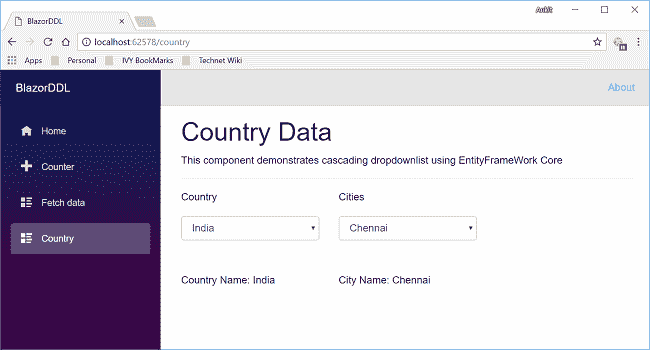 Ankit
BlazorDDL
localhost:62578/country
Apps Personal IVY BookMarks Technet Wiki
BlazorDDL
About
Home
Counter
Fetch data
Country
Country Data
This component demonstrates cascading dropdownlist using EntityFrameWork Core
Country Cities
India Chennai
Country Name: India City Name: Chennai